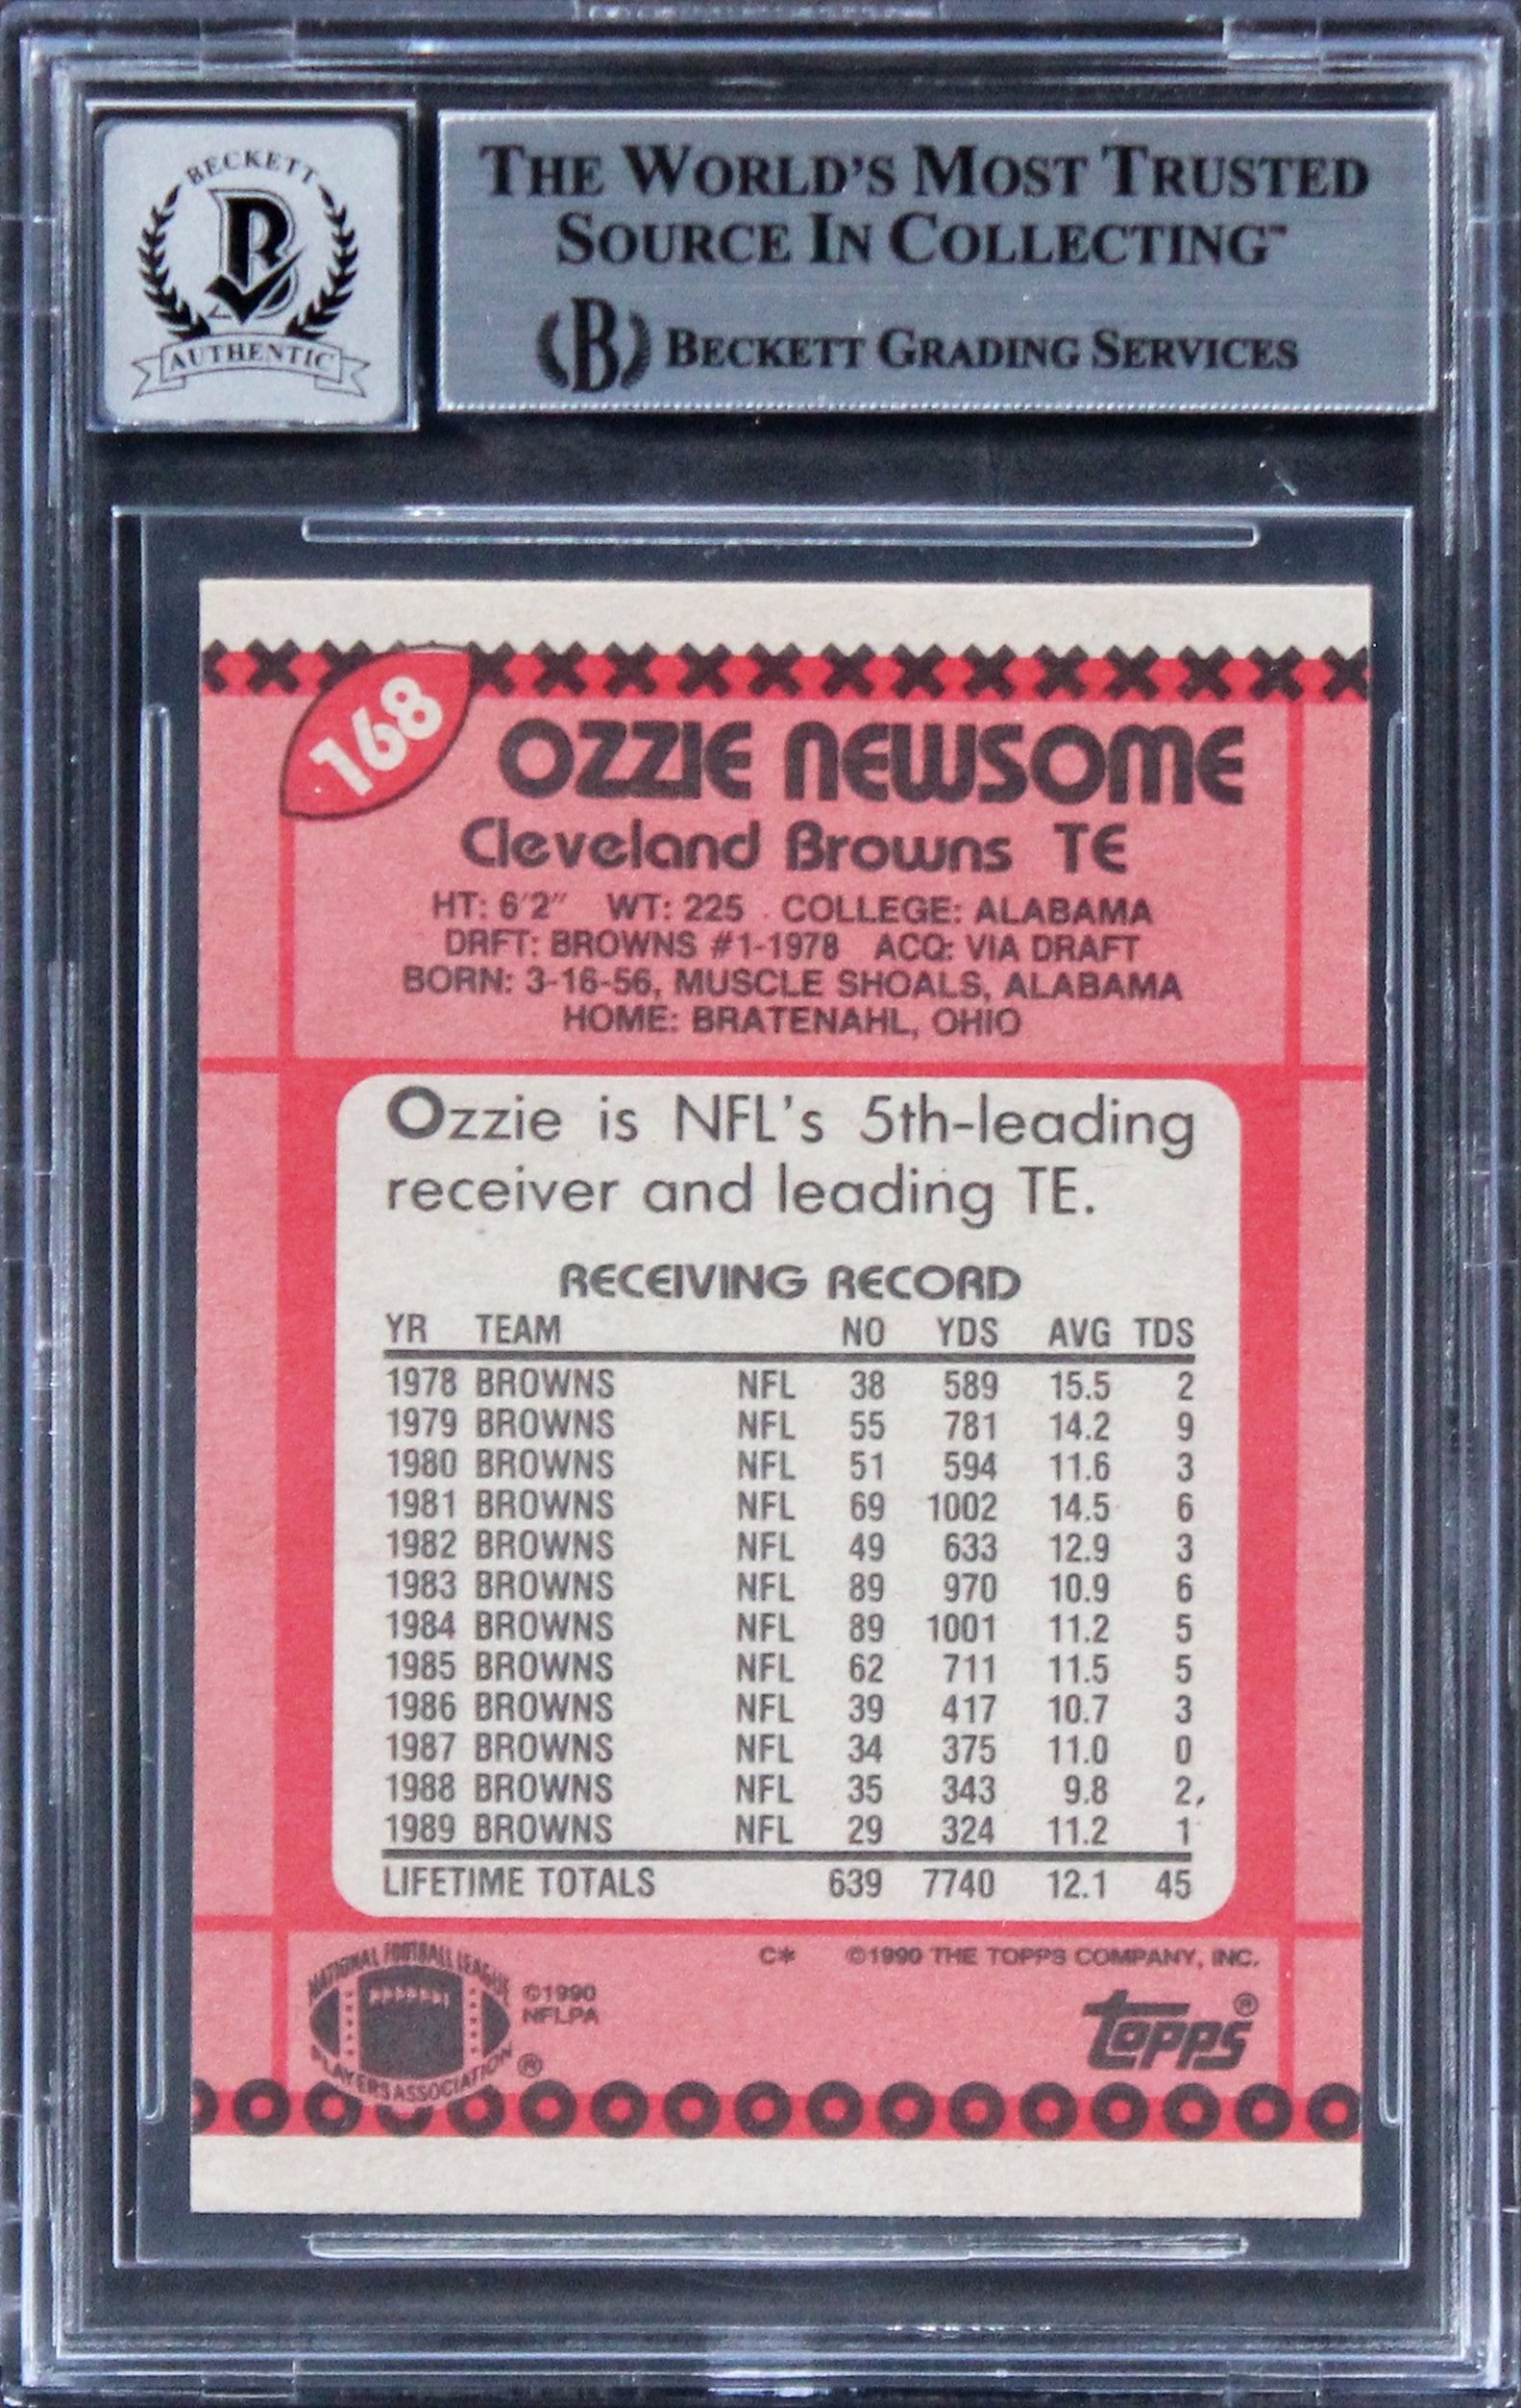 BECKETT
B
AUTHENTIC
THE WORLD'S MOST TRUSTED
SOURCE IN COLLECTING™
B BECKETT GRADING SERVICES
168
OZZIE NEWSOME
Cleveland Browns TE
HT: 6'2" WT: 225 COLLEGE: ALABAMA
DRFT: BROWNS #1-1978 ACQ: VIA DRAFT
BORN: 3-16-56, MUSCLE SHOALS, ALABAMA
HOME: BRATENAHL, OHIO
Ozzie is NFL's 5th-leading
receiver and leading TE.
RECEIVING RECORD
YR TEAM NO YDS AVG TDS
1978 BROWNS NFL 38 589 15.5 2
1979 BROWNS NFL 55 781 14.2 9
1980 BROWNS NFL 51 594 11.6 3
1981 BROWNS NFL 69 1002 14.5 6
1982 BROWNS NFL 49 633 12.9 3
1983 BROWNS NFL 89 970 10.9 6
1984 BROWNS NFL 89 1001 11.2 5
1985 BROWNS NFL 62 711 11.5 5
1986 BROWNS NFL 39 417 10.7 3
1987 BROWNS NFL 34 375 11.0 0
1988 BROWNS NFL 35 343 9.8 2
1989 BROWNS NFL 29 324 11.2 1
LIFETIME TOTALS 639 7740 12.1 45
C* ©1990 THE TOPPS COMPANY, INC.
NATIONAL FOOTBALL LEAGUE
PLAYERS ASSOCIATION ®
©1990
NFLPA
topps®